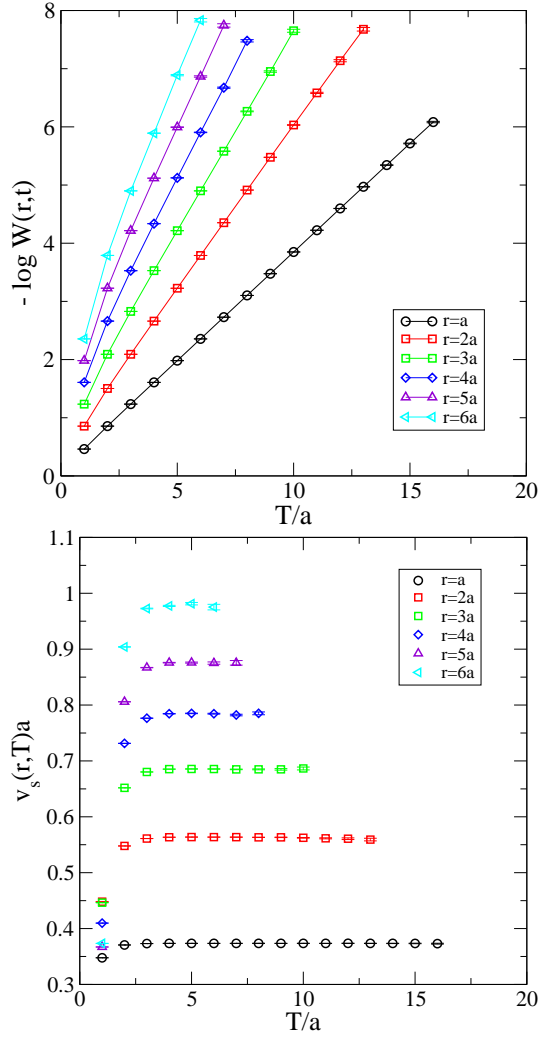 8
6
4
2
0
- log W(r,t)
r=a
r=2a
r=3a
r=4a
r=5a
r=6a
0 5 10 15 20
T/a
1.1
1
0.9
0.8
0.7
0.6
0.5
0.4
0.3
v_s(r,T)a
r=a
r=2a
r=3a
r=4a
r=5a
r=6a
0 5 10 15 20
T/a